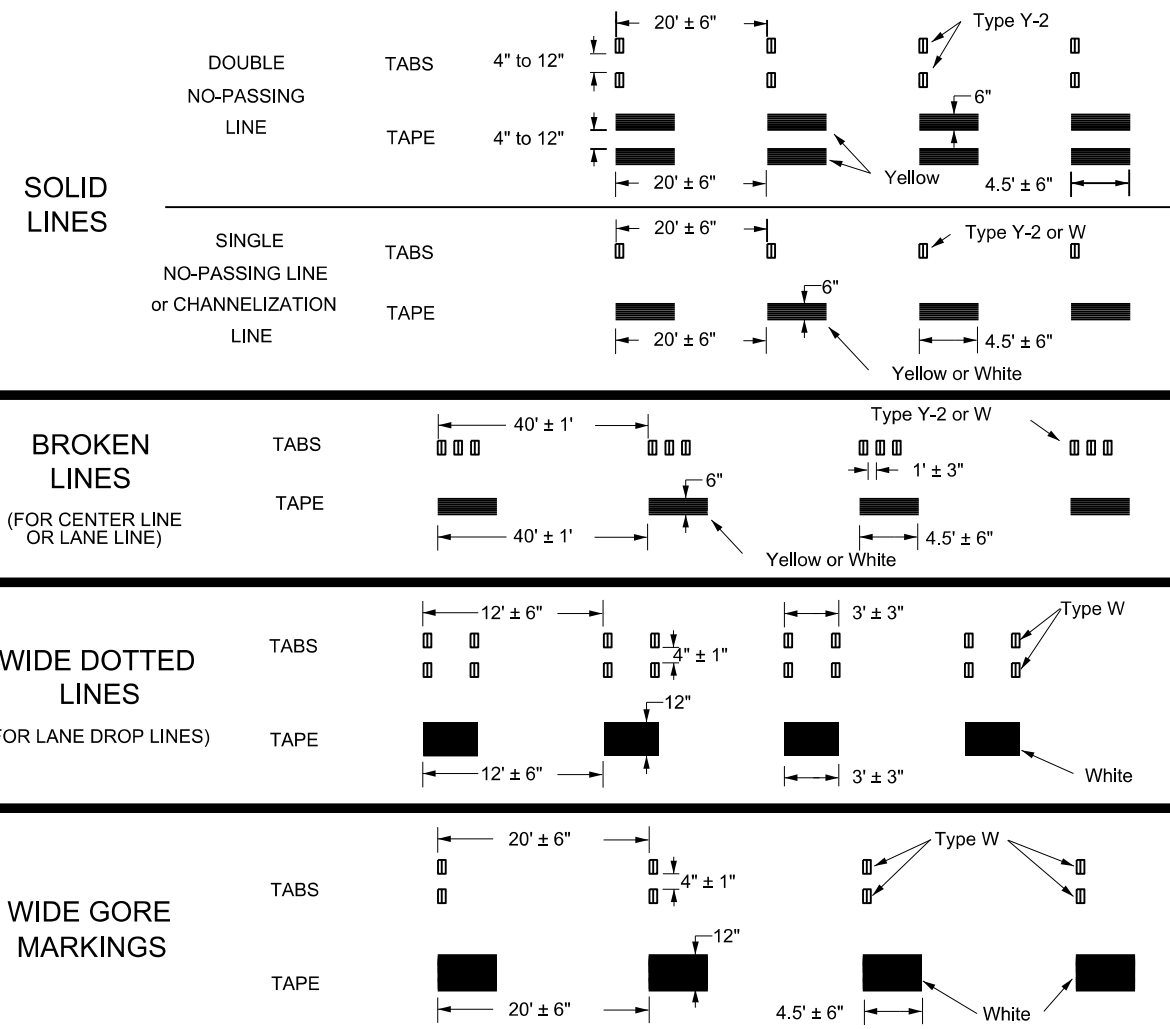 SOLID
LINES
DOUBLE
NO-PASSING
LINE
TABS
4" to 12"
20' ± 6"
Type Y-2
TAPE
4" to 12"
6"
20' ± 6"
Yellow
4.5' ± 6"
SINGLE
NO-PASSING LINE
or CHANNELIZATION
LINE
TABS
20' ± 6"
Type Y-2 or W
TAPE
6"
20' ± 6"
4.5' ± 6"
Yellow or White
BROKEN
LINES
(FOR CENTER LINE
OR LANE LINE)
TABS
40' ± 1'
Type Y-2 or W
1' ± 3"
TAPE
6"
40' ± 1'
4.5' ± 6"
Yellow or White
WIDE DOTTED
LINES
FOR LANE DROP LINES)
TABS
12' ± 6"
3' ± 3"
Type W
4" ± 1"
TAPE
12"
12' ± 6"
3' ± 3"
White
WIDE GORE
MARKINGS
TABS
20' ± 6"
Type W
4" ± 1"
TAPE
12"
20' ± 6"
4.5' ± 6"
White